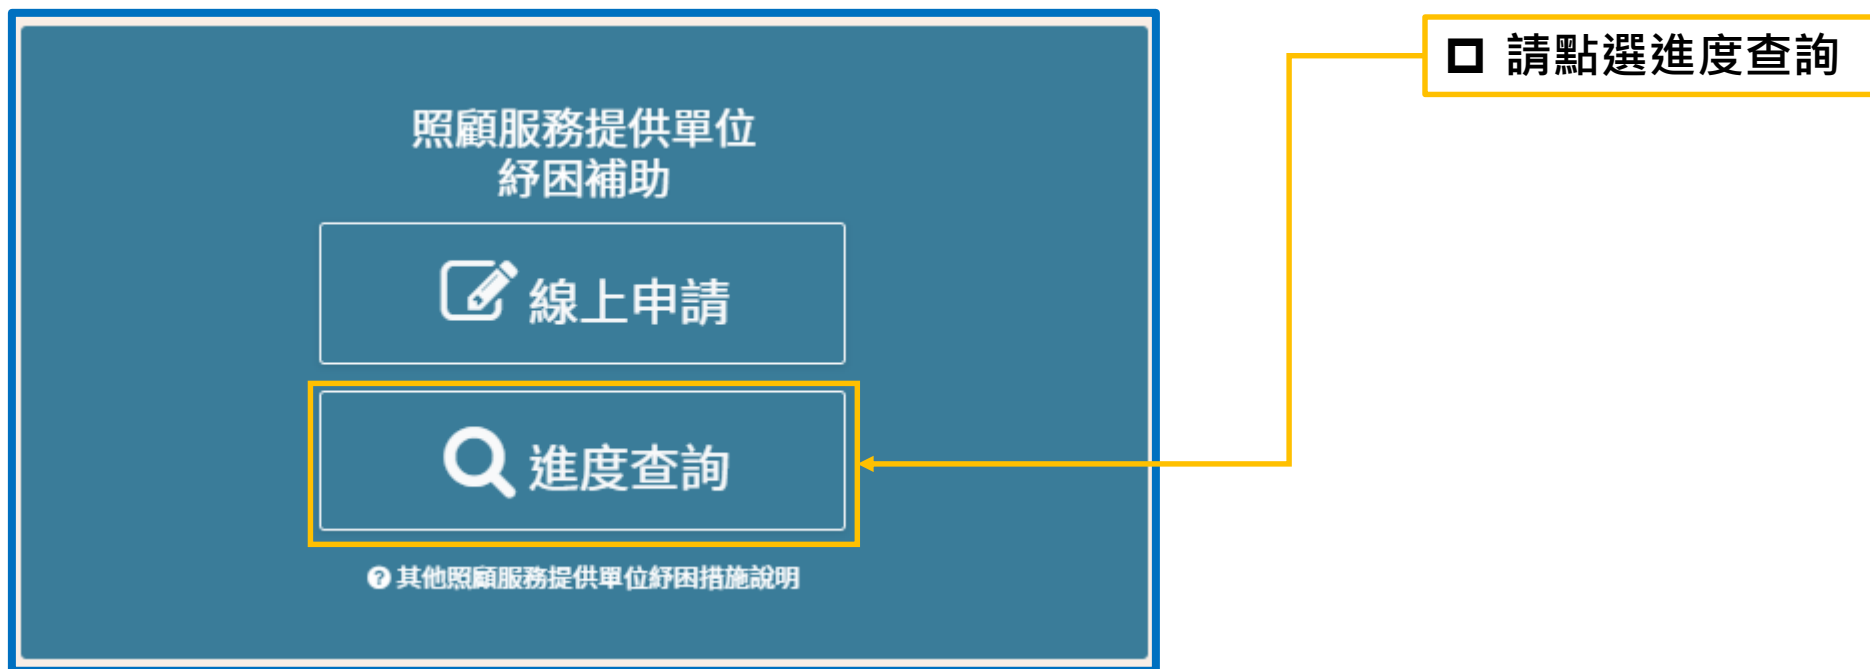 照顧服務提供單位
紓困補助
線上申請
進度查詢
其他照顧服務提供單位紓困措施說明
請點選進度查詢